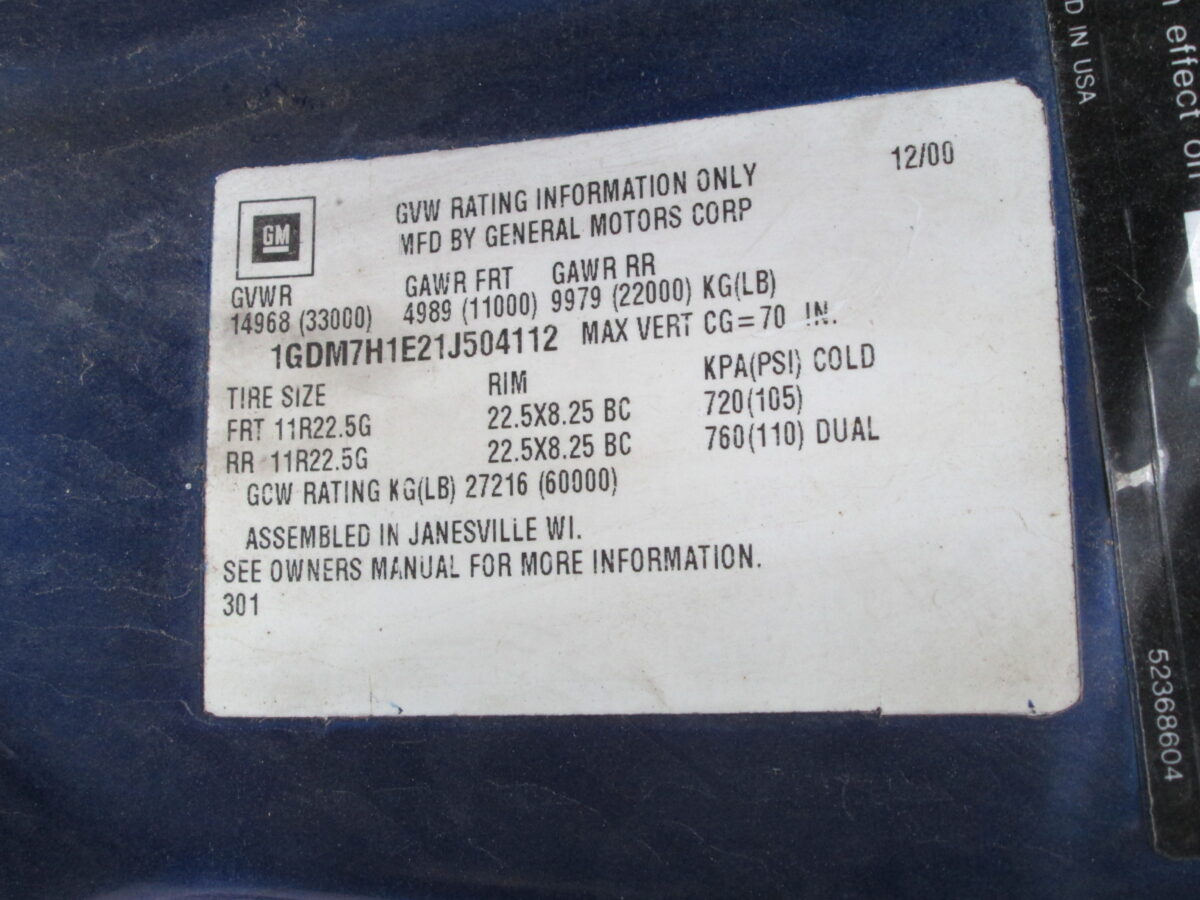 12/00
GM
GVW RATING INFORMATION ONLY
MFD BY GENERAL MOTORS CORP
GVWR GAWR FRT GAWR RR
14968 (33000) 4989 (11000) 9979 (22000) KG(LB)
1GDM7H1E21J504112 MAX VERT CG=70 IN.
TIRE SIZE RIM KPA(PSI) COLD
FRT 11R22.5G 22.5X8.25 BC 720(105)
RR 11R22.5G 22.5X8.25 BC 760(110) DUAL
GCW RATING KG(LB) 27216 (60000)
ASSEMBLED IN JANESVILLE WI.
SEE OWNERS MANUAL FOR MORE INFORMATION.
301
D IN USA
effect on
52368604